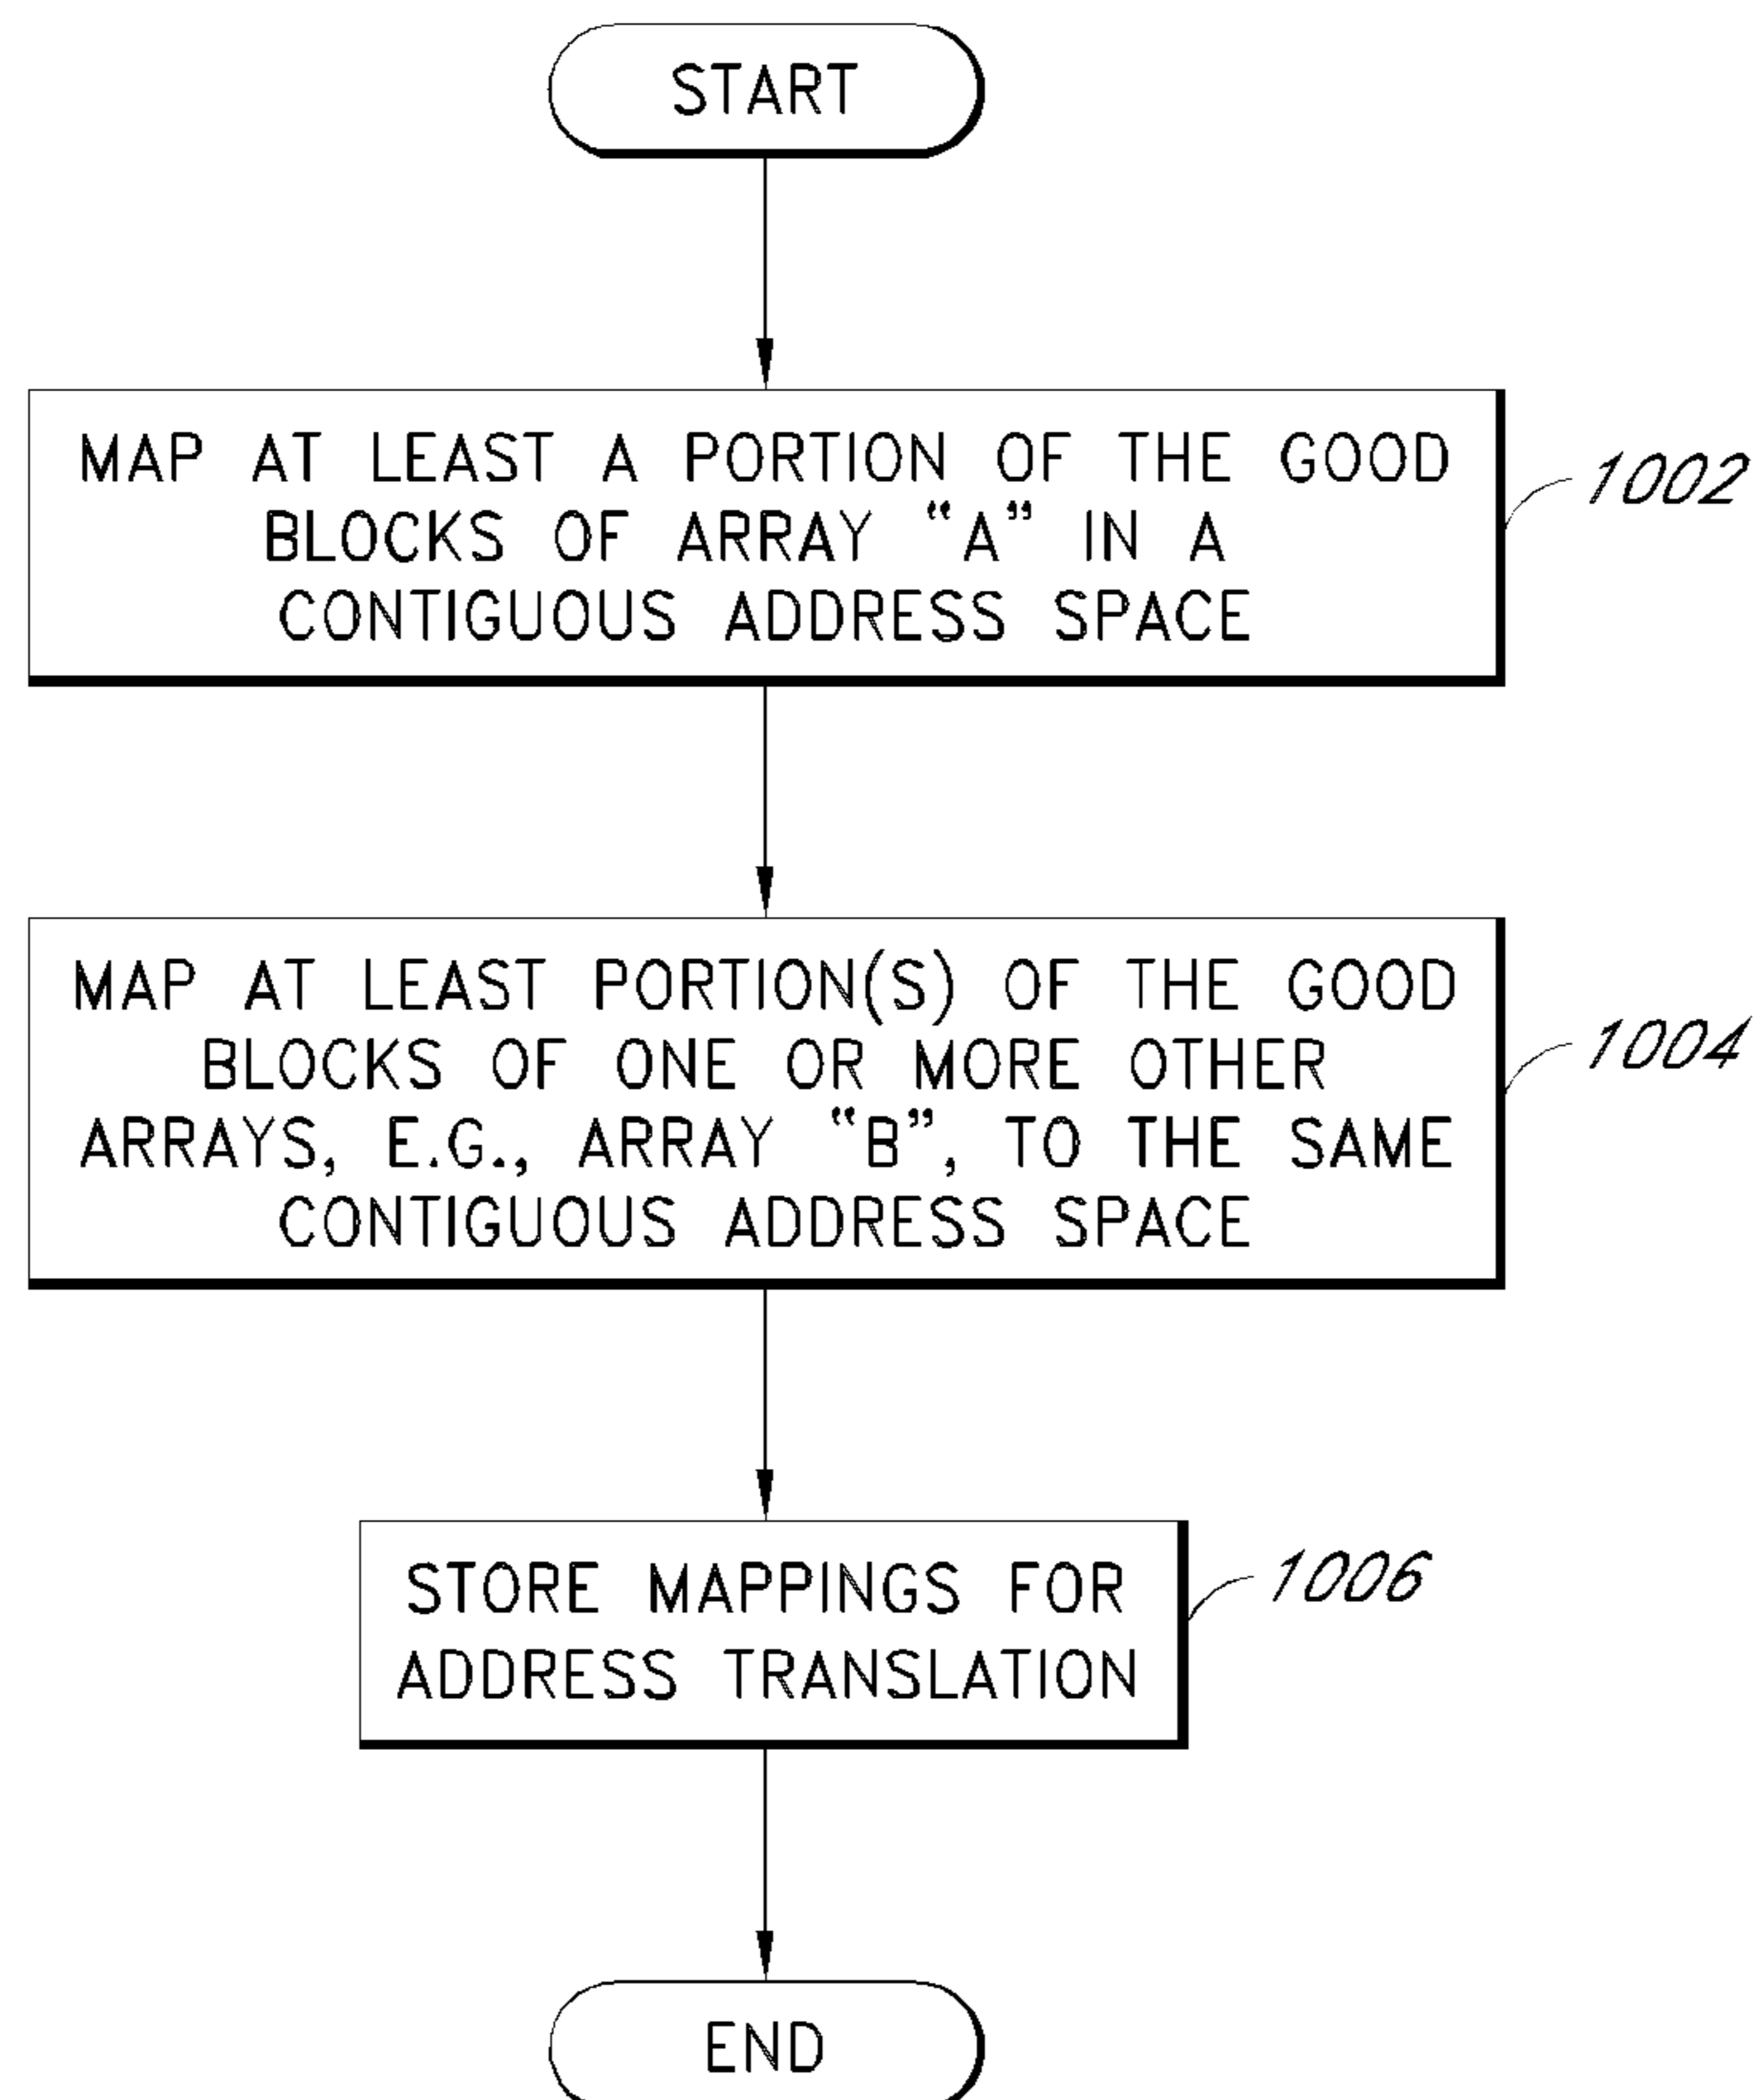 START
MAP AT LEAST A PORTION OF THE GOOD
BLOCKS OF ARRAY “A” IN A
CONTIGUOUS ADDRESS SPACE
1002
MAP AT LEAST PORTION(S) OF THE GOOD
BLOCKS OF ONE OR MORE OTHER
ARRAYS, E.G., ARRAY “B”, TO THE SAME
CONTIGUOUS ADDRESS SPACE
1004
STORE MAPPINGS FOR
ADDRESS TRANSLATION
1006
END